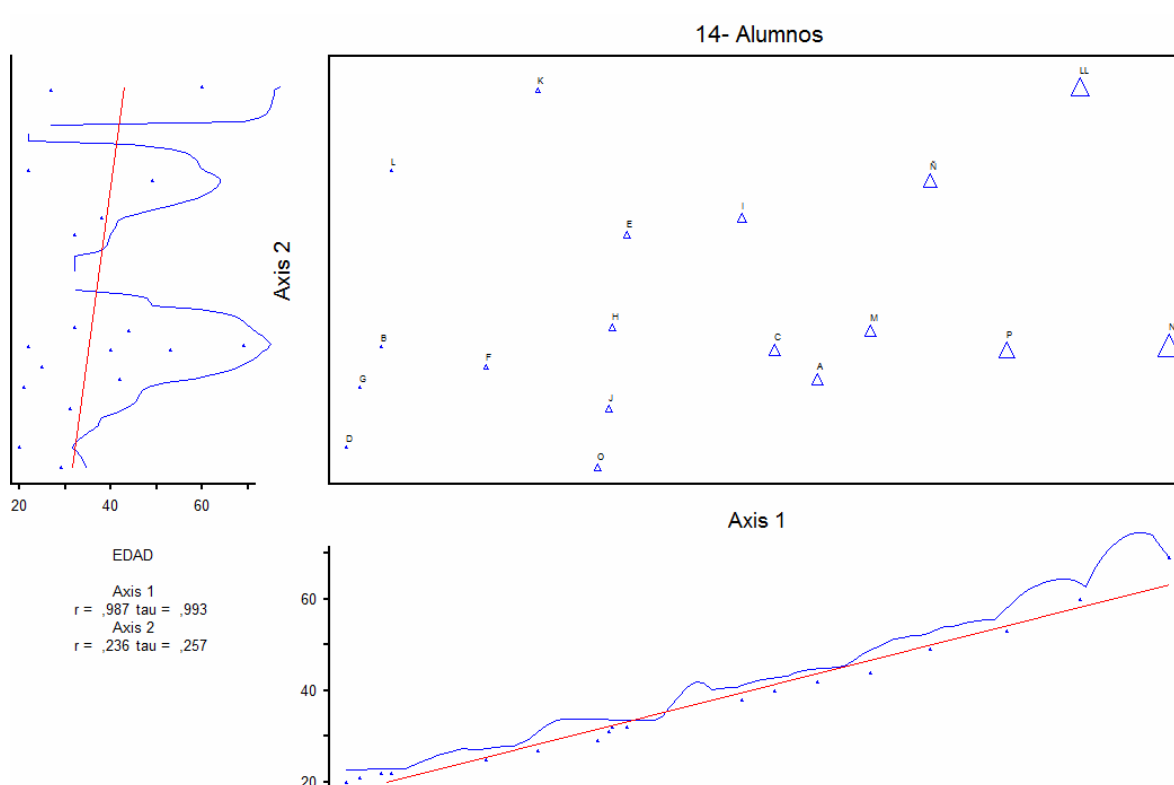 14- Alumnos
K
LL
L
Ñ
I
E
H
M
B
C
P
N
F
A
G
J
D
O
Axis 2
20 40 60
Axis 1
EDAD
Axis 1
r = ,987 tau = ,993
Axis 2
r = ,236 tau = ,257
60
40
20